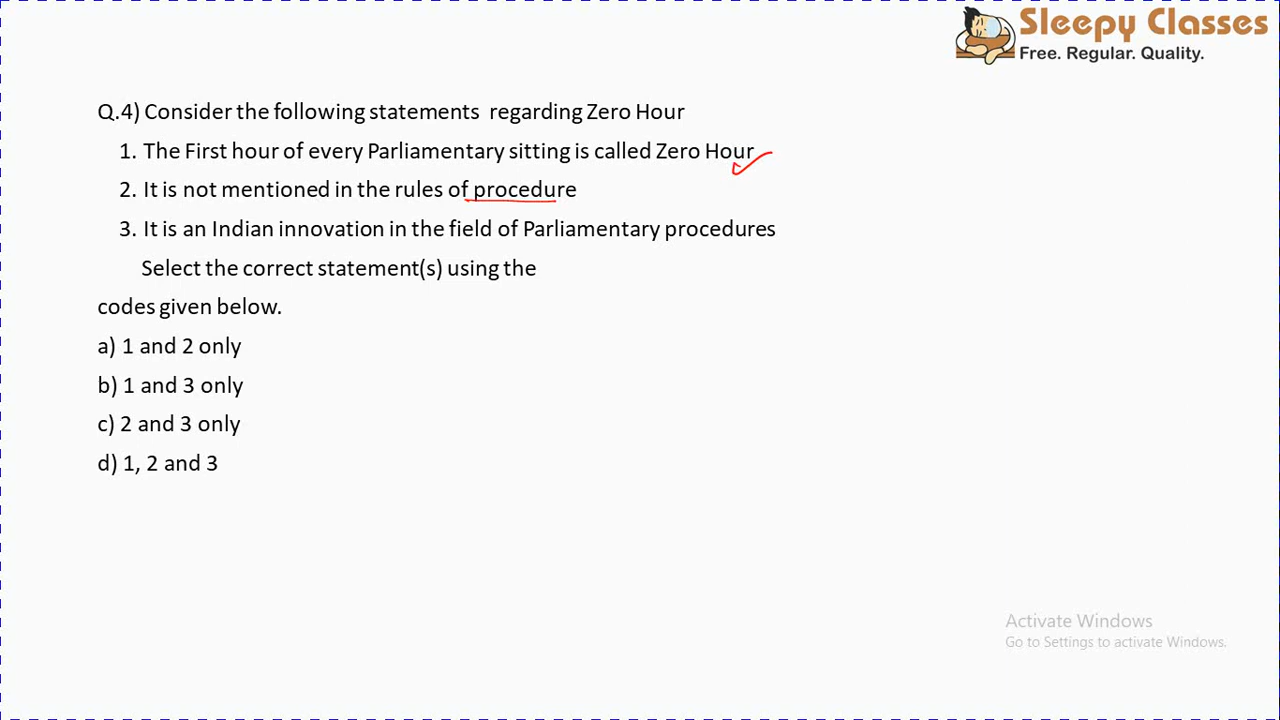 Sleepy Classes
Free. Regular. Quality.
Q.4) Consider the following statements regarding Zero Hour
1. The First hour of every Parliamentary sitting is called Zero Hour
2. It is not mentioned in the rules of procedure
3. It is an Indian innovation in the field of Parliamentary procedures
Select the correct statement(s) using the
codes given below.
a) 1 and 2 only
b) 1 and 3 only
c) 2 and 3 only
d) 1, 2 and 3
Activate Windows
Go to Settings to activate Windows.